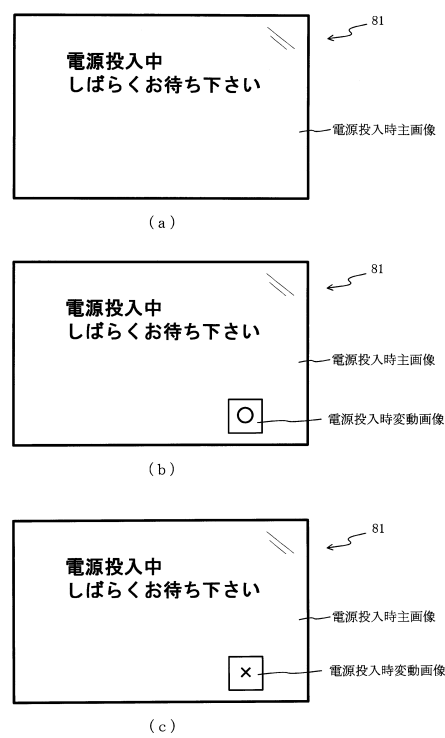 81
電源投入中
しばらくお待ち下さい
電源投入時主画像
(a)
81
電源投入中
しばらくお待ち下さい
電源投入時主画像
○
電源投入時変動画像
(b)
81
電源投入中
しばらくお待ち下さい
電源投入時主画像
×
電源投入時変動画像
(c)